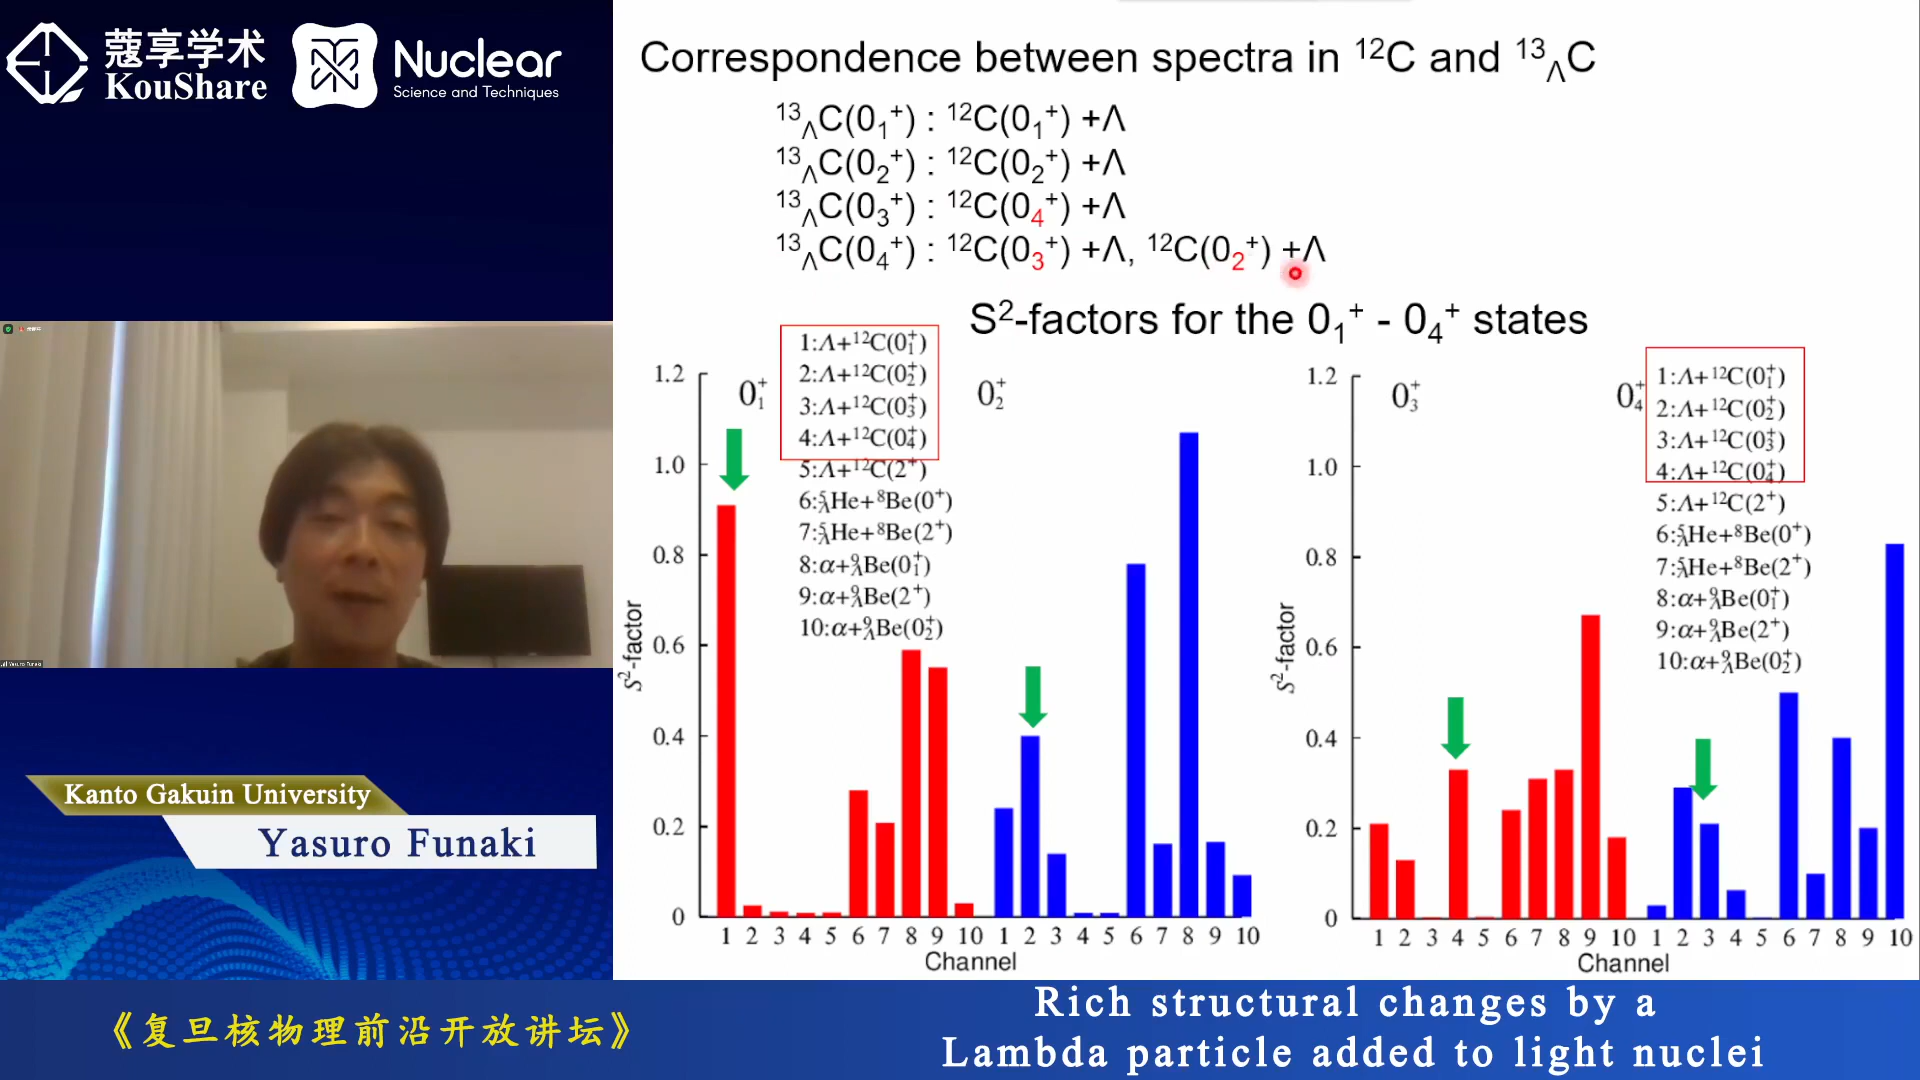 蔻享学术
KouShare
Nuclear
Science and Techniques
Yasuro Funaki
Kanto Gakuin University
Yasuro Funaki
Correspondence between spectra in ¹²C and ¹³ΛC
¹³ΛC(0₁⁺) : ¹²C(0₁⁺) +Λ
¹³ΛC(0₂⁺) : ¹²C(0₂⁺) +Λ
¹³ΛC(0₃⁺) : ¹²C(0₄⁺) +Λ
¹³ΛC(0₄⁺) : ¹²C(0₃⁺) +Λ, ¹²C(0₂⁺) +Λ
S²-factors for the 0₁⁺ - 0₄⁺ states
0₁⁺
1:Λ+¹²C(0₁⁺)
2:Λ+¹²C(0₂⁺)
3:Λ+¹²C(0₃⁺)
4:Λ+¹²C(0₄⁺)
5:Λ+¹²C(2⁺)
6:⁵ΛHe+⁸Be(0⁺)
7:⁵ΛHe+⁸Be(2⁺)
8:α+⁹ΛBe(0₁⁺)
9:α+⁹ΛBe(2⁺)
10:α+⁹ΛBe(0₂⁺)
0₂⁺
1.2
1.0
0.8
0.6
0.4
0.2
0
S²-factor
1 2 3 4 5 6 7 8 9 10 1 2 3 4 5 6 7 8 9 10
Channel
0₃⁺
0₄⁺
1:Λ+¹²C(0₁⁺)
2:Λ+¹²C(0₂⁺)
3:Λ+¹²C(0₃⁺)
4:Λ+¹²C(0₄⁺)
5:Λ+¹²C(2⁺)
6:⁵ΛHe+⁸Be(0⁺)
7:⁵ΛHe+⁸Be(2⁺)
8:α+⁹ΛBe(0₁⁺)
9:α+⁹ΛBe(2⁺)
10:α+⁹ΛBe(0₂⁺)
1.2
1.0
0.8
0.6
0.4
0.2
0
S²-factor
1 2 3 4 5 6 7 8 9 10 1 2 3 4 5 6 7 8 9 10
Channel
《复旦核物理前沿开放讲坛》
Rich structural changes by a
Lambda particle added to light nuclei